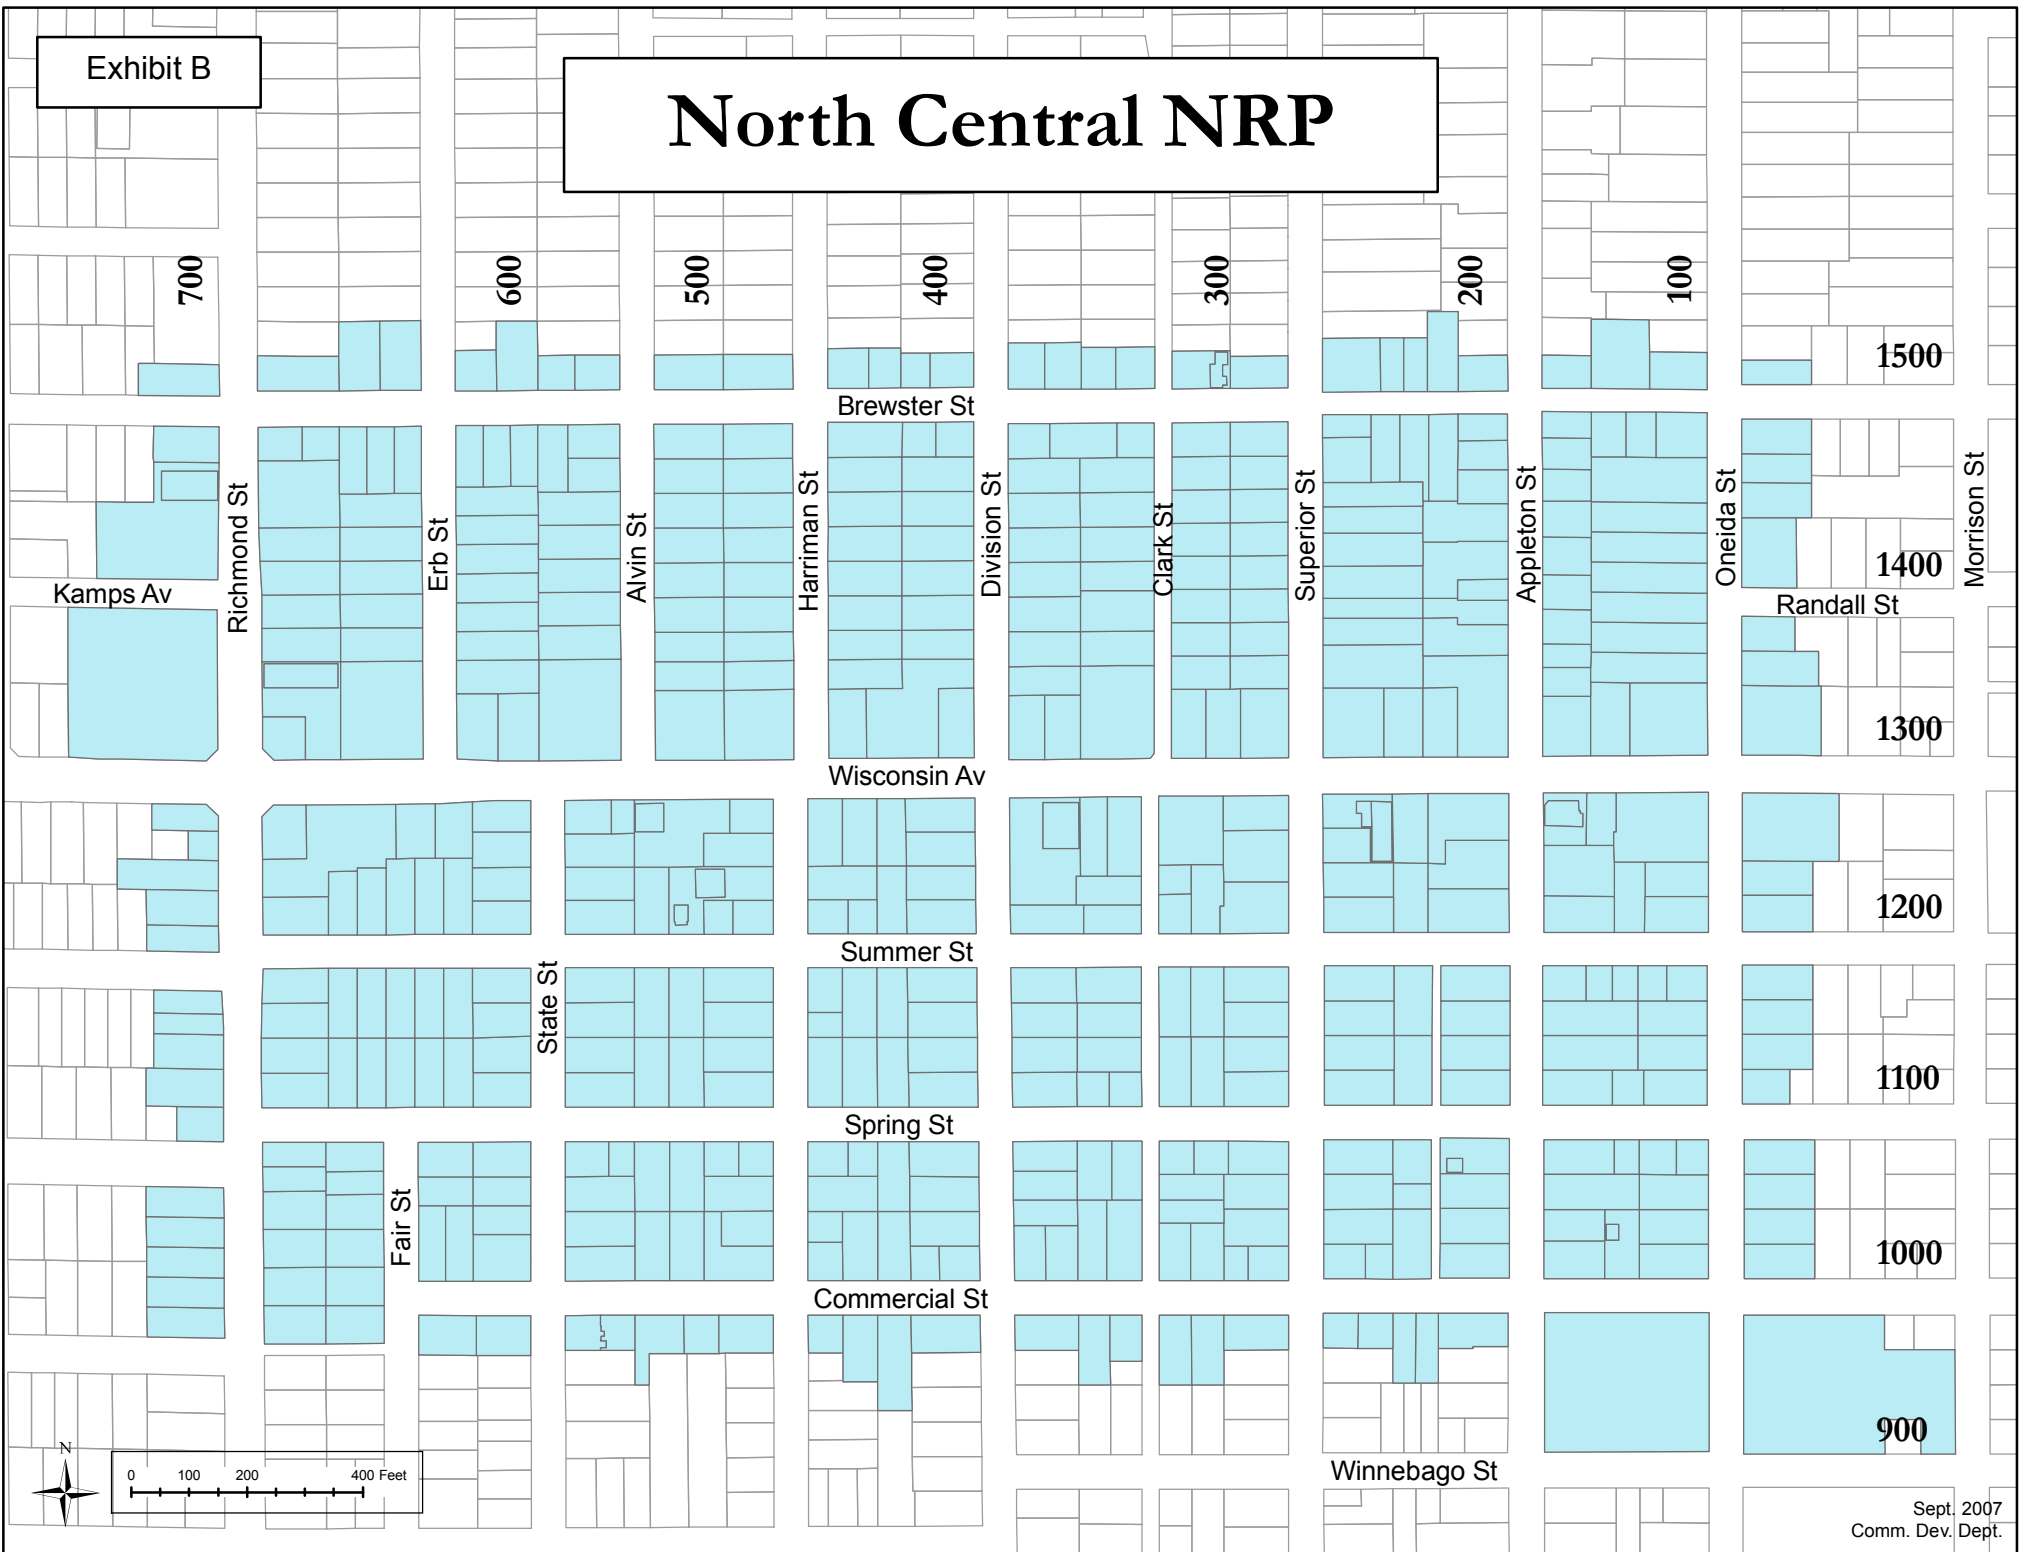 Exhibit B
North Central NRP
700
600
500
400
300
200
100
1500
Brewster St
Richmond St
Erb St
Alvin St
Harriman St
Division St
Clark St
Superior St
Appleton St
Oneida St
Morrison St
1400
Kamps Av
Randall St
1300
Wisconsin Av
1200
Summer St
State St
1100
Spring St
Fair St
1000
Commercial St
900
N
0 100 200 400 Feet
Winnebago St
Sept. 2007
Comm. Dev. Dept.